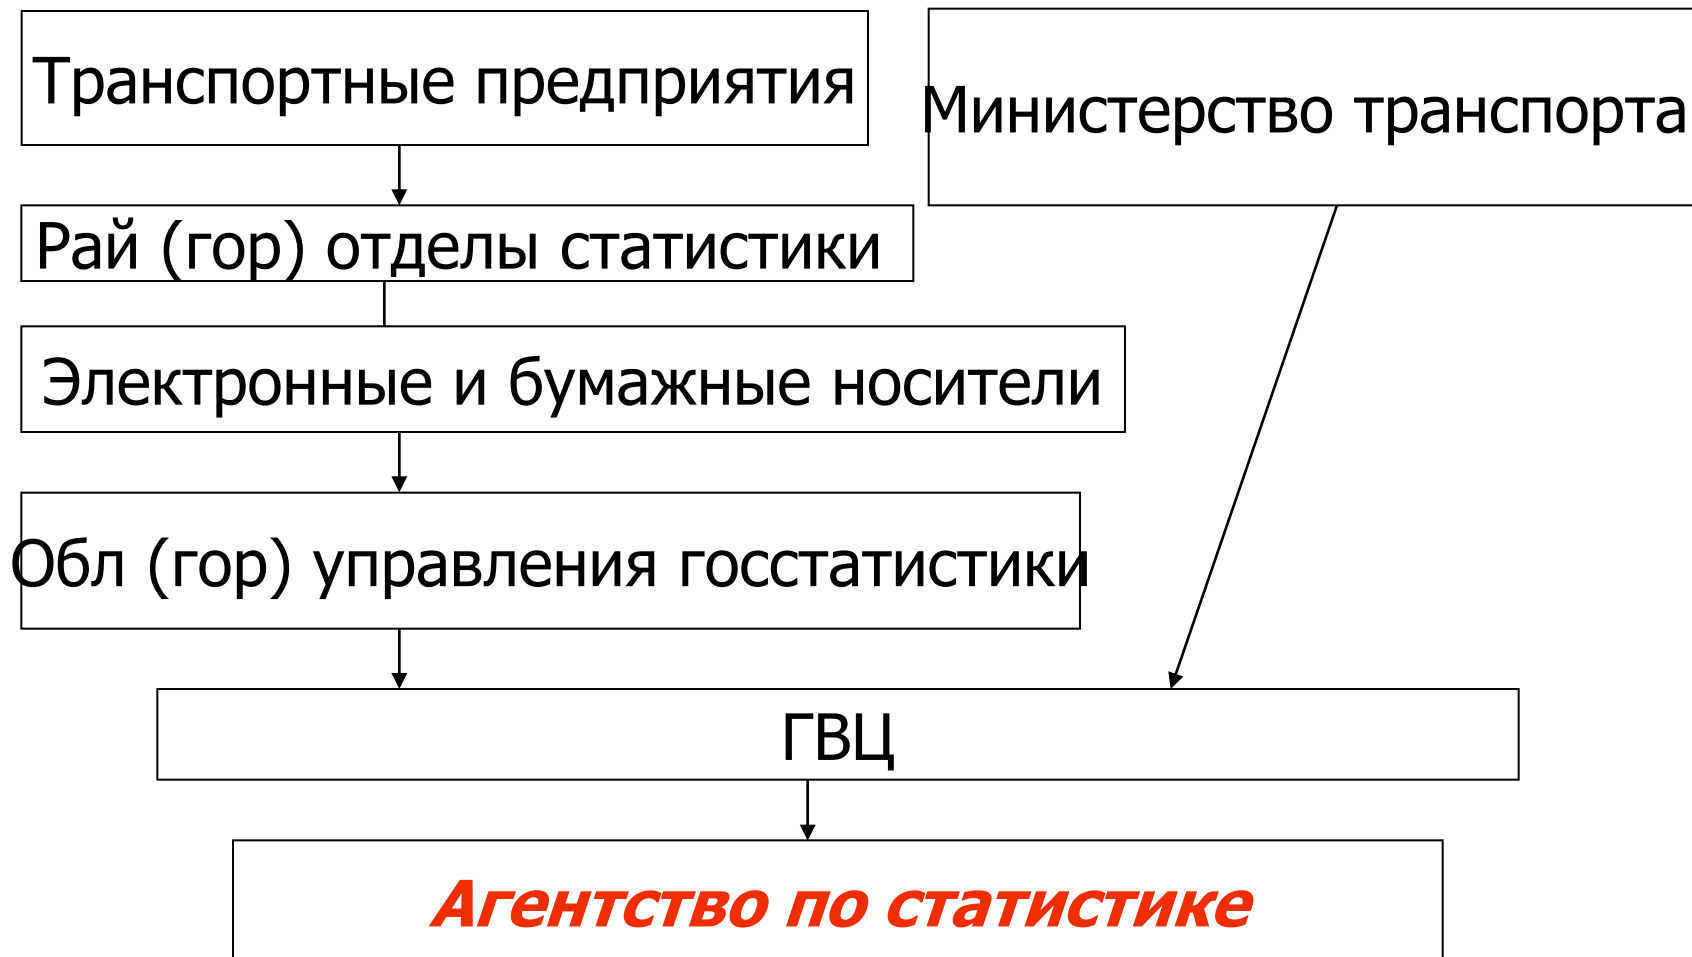 Транспортные предприятия
Министерство транспорта
Рай (гор) отделы статистики
Электронные и бумажные носители
Обл (гор) управления госстатистики
ГВЦ
Агентство по статистике